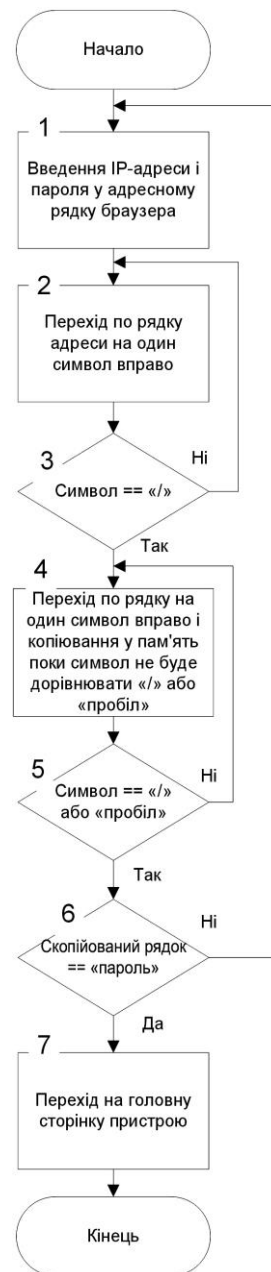 Начало
1
Введення IP-адреси і
пароля у адресному
рядку браузера
2
Перехід по рядку
адреси на один
символ вправо
3
Символ == «/»
Ні
Так
4
Перехід по рядку на
один символ вправо і
копіювання у пам'ять
поки символ не буде
дорівнювати «/» або
«пробіл»
5
Символ == «/»
або «пробіл»
Ні
Так
6
Скопійований рядок
== «пароль»
Ні
Да
7
Перехід на головну
сторінку пристрою
Кінець